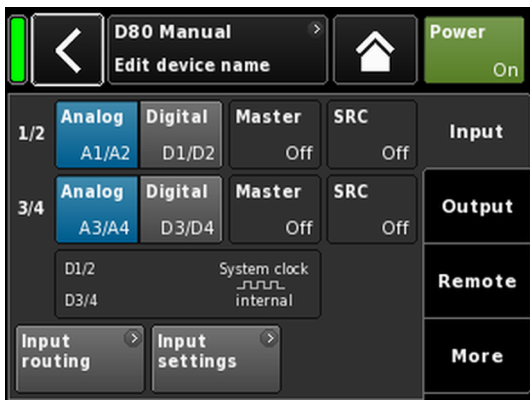 D80 Manual
Edit device name
Power
On
1/2
Analog
A1/A2
Digital
D1/D2
Master
Off
SRC
Off
Input
3/4
Analog
A3/A4
Digital
D3/D4
Master
Off
SRC
Off
Output
D1/2
System clock
D3/4
internal
Remote
Input
routing
Input
settings
More